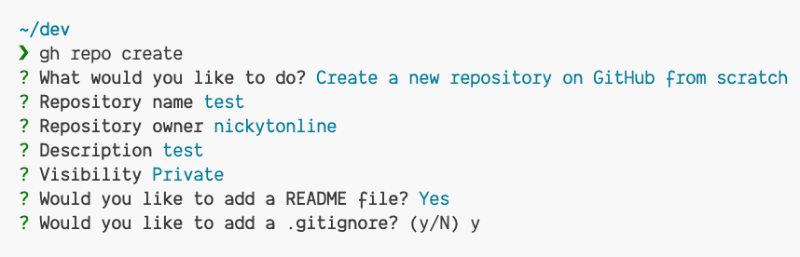 ~/dev
❯ gh repo create
? What would you like to do? Create a new repository on GitHub from scratch
? Repository name test
? Repository owner nickytonline
? Description test
? Visibility Private
? Would you like to add a README file? Yes
? Would you like to add a .gitignore? (y/N) y